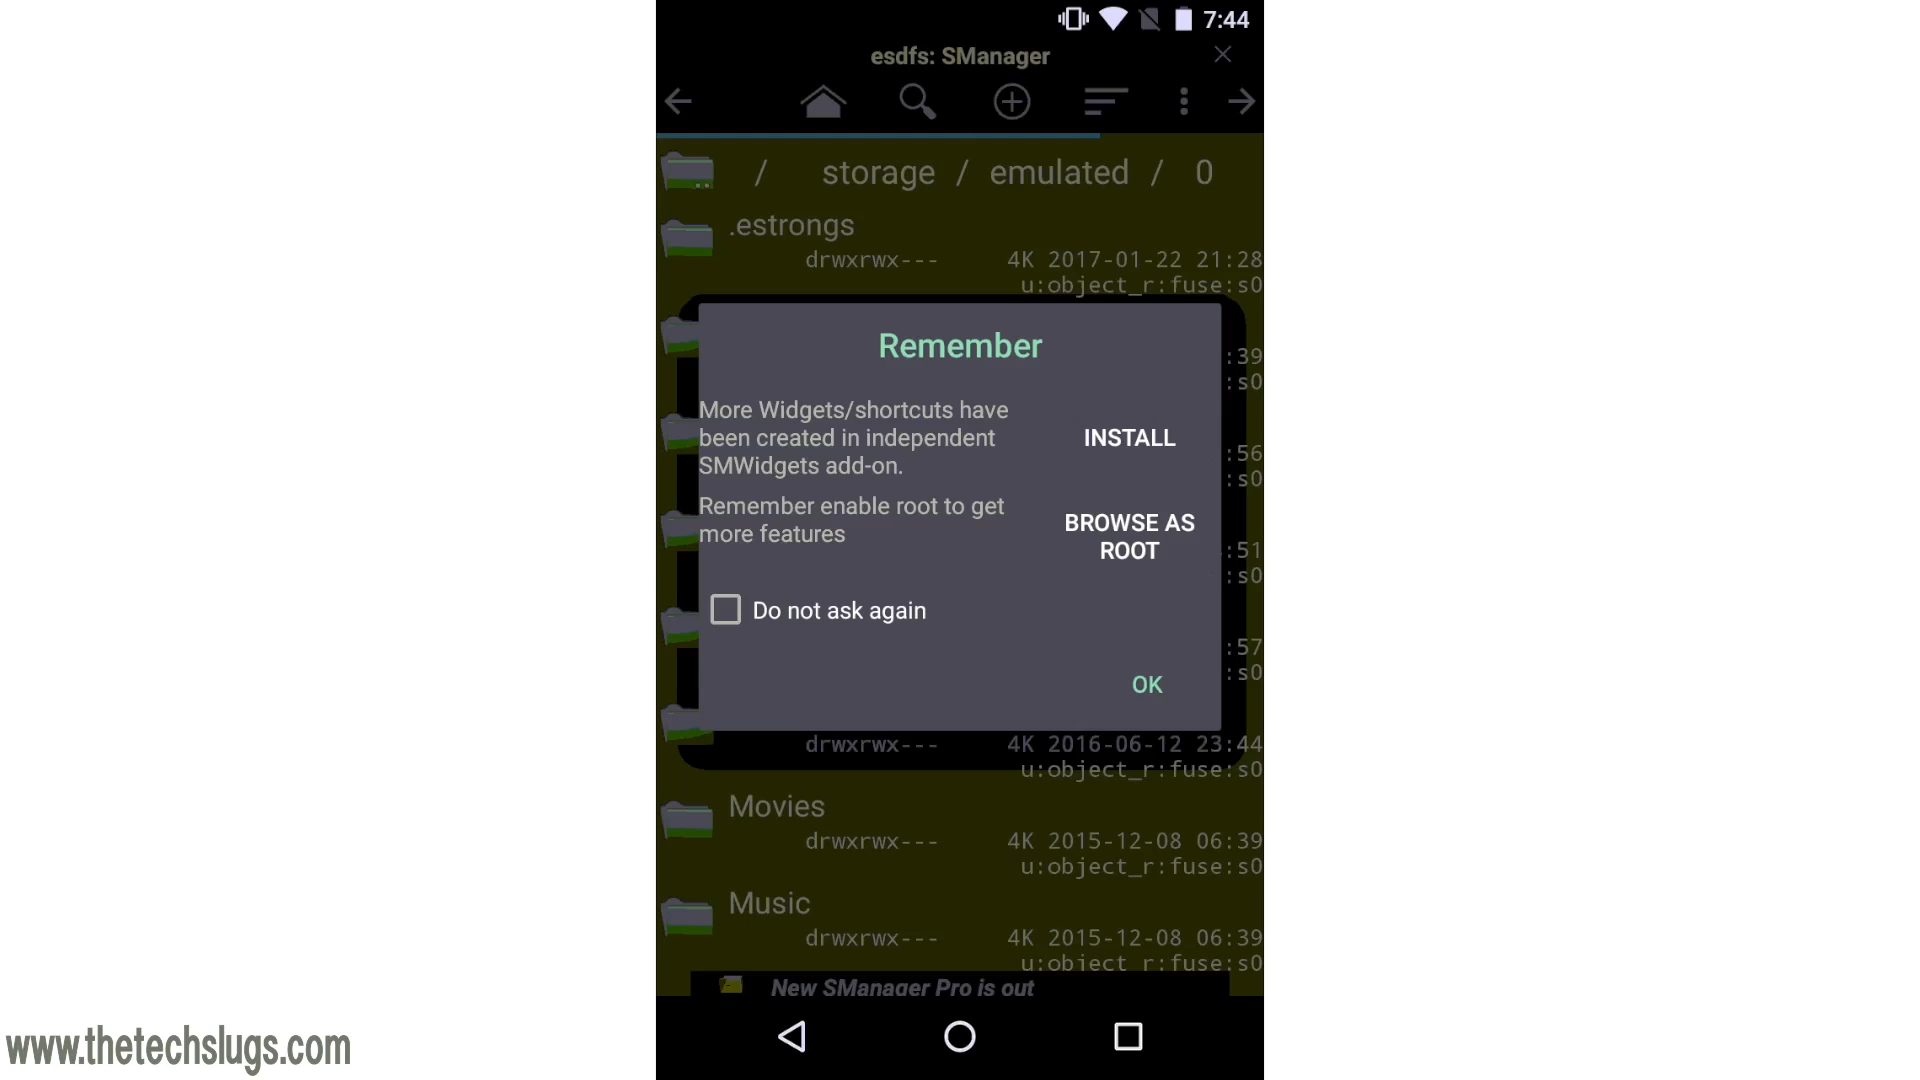 7:44
esdfs: SManager
/ storage / emulated / 0
.estrongs
drwxrwx--- 4K 2017-01-22 21:28
u:object_r:fuse:s0
Remember
:39
:s0
More Widgets/shortcuts have
been created in independent
SMWidgets add-on.
INSTALL
:56
:s0
Remember enable root to get
more features
BROWSE AS
ROOT
:51
:s0
Do not ask again
:57
:s0
OK
drwxrwx--- 4K 2016-06-12 23:44
u:object_r:fuse:s0
Movies
drwxrwx--- 4K 2015-12-08 06:39
u:object_r:fuse:s0
Music
drwxrwx--- 4K 2015-12-08 06:39
u:object_r:fuse:s0
New SManager Pro is out
www.thetechslugs.com